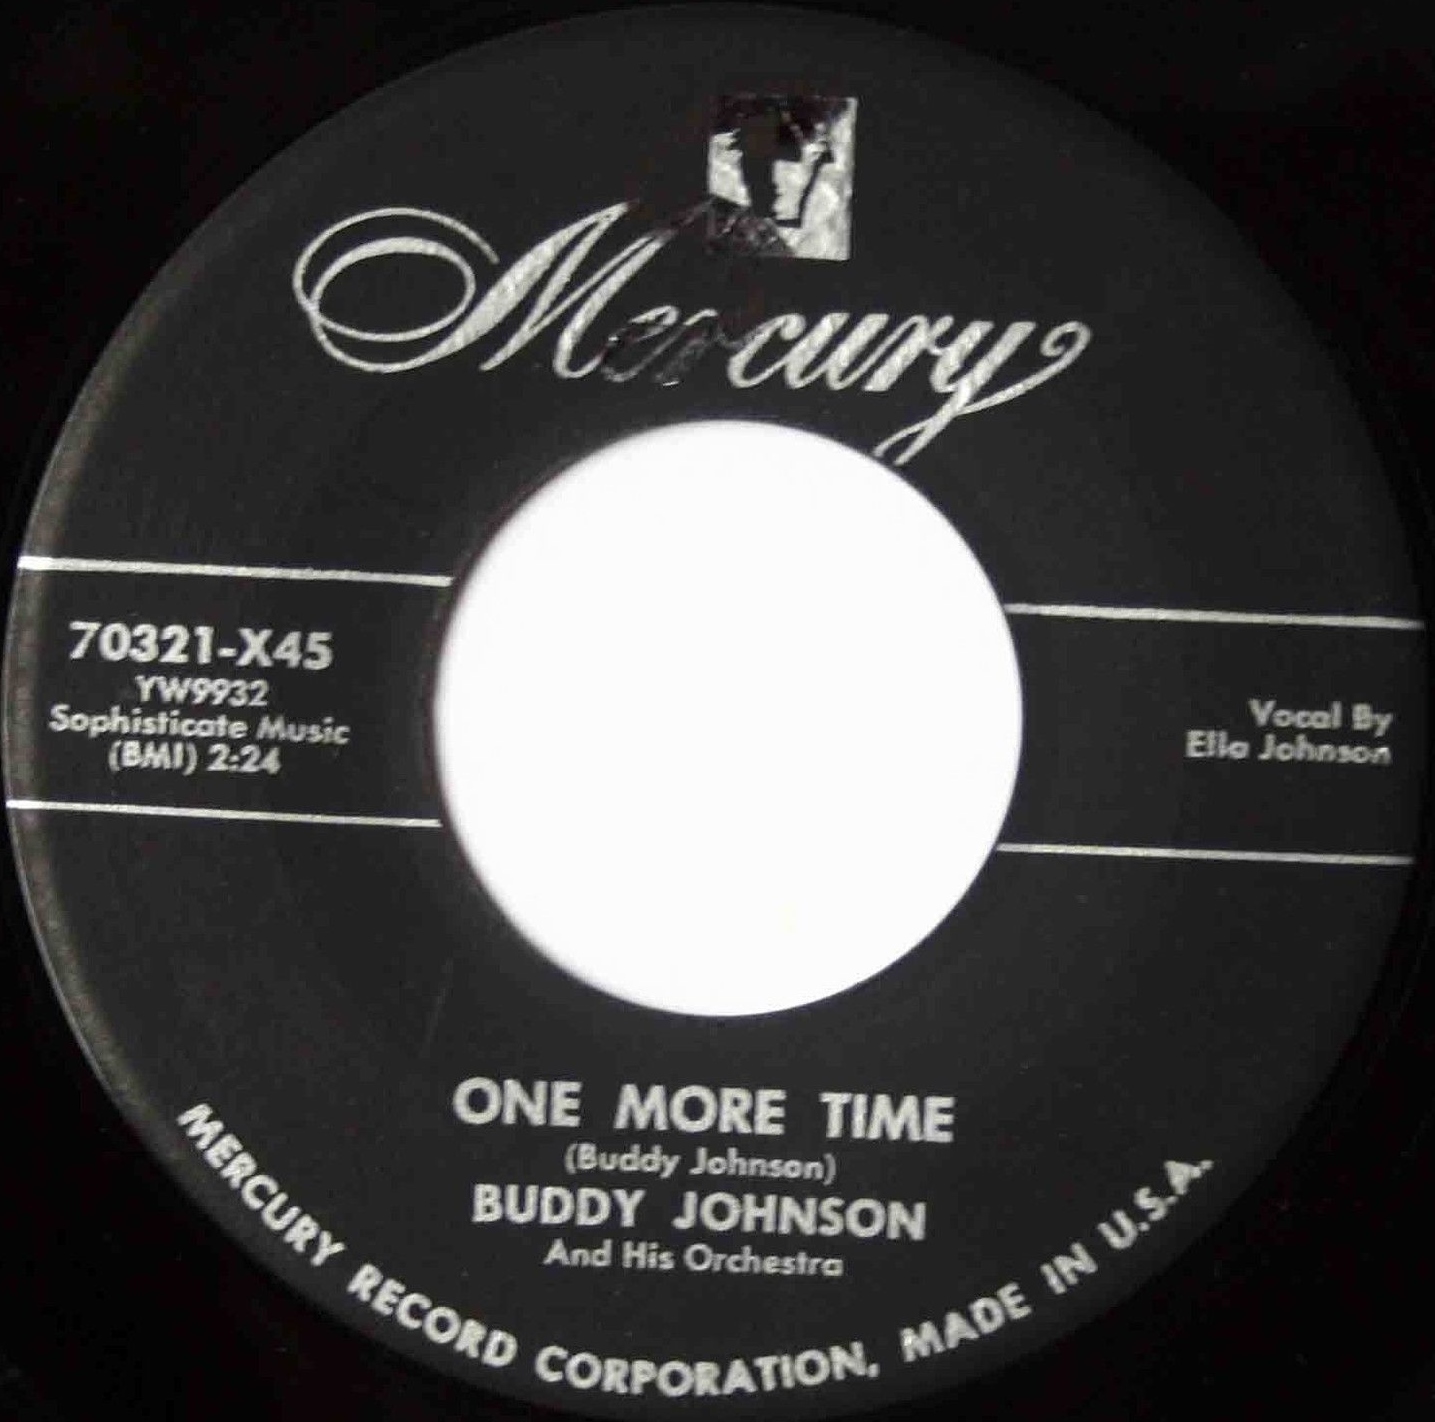 Mercury
70321-X45
YW9932
Sophisticate Music
(BMI) 2:24
Vocal By
Ella Johnson
ONE MORE TIME
(Buddy Johnson)
BUDDY JOHNSON
And His Orchestra
MERCURY RECORD CORPORATION, MADE IN U.S.A.